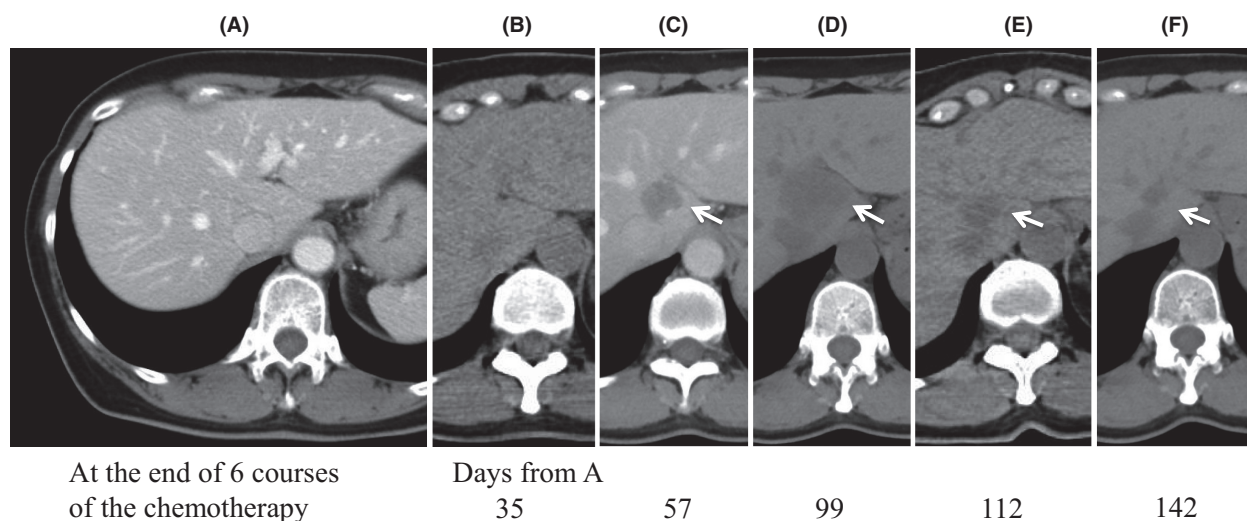 (A) (B) (C) (D) (E) (F)
At the end of 6 courses Days from A
of the chemotherapy 35 57 99 112 142